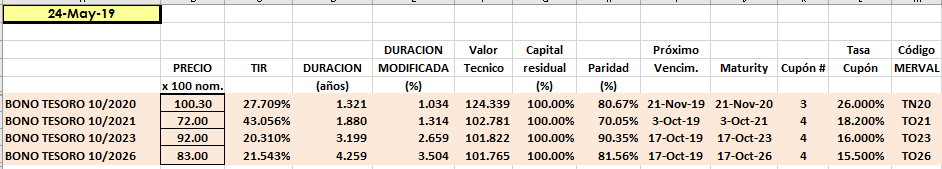 24-May-19
DURACION Valor Capital Próximo Tasa Código
PRECIO TIR DURACION MODIFICADA Tecnico residual Paridad Vencim. Maturity Cupón # Cupón MERVAL
x 100 nom. (años) (%) (%) (%)
BONO TESORO 10/2020 100.30 27.709% 1.321 1.034 124.339 100.00% 80.67% 21-Nov-19 21-Nov-20 3 26.000% TN20
BONO TESORO 10/2021 72.00 43.056% 1.880 1.314 102.781 100.00% 70.05% 3-Oct-19 3-Oct-21 4 18.200% TO21
BONO TESORO 10/2023 92.00 20.310% 3.199 2.659 101.822 100.00% 90.35% 17-Oct-19 17-Oct-23 4 16.000% TO23
BONO TESORO 10/2026 83.00 21.543% 4.259 3.504 101.765 100.00% 81.56% 17-Oct-19 17-Oct-26 4 15.500% TO26